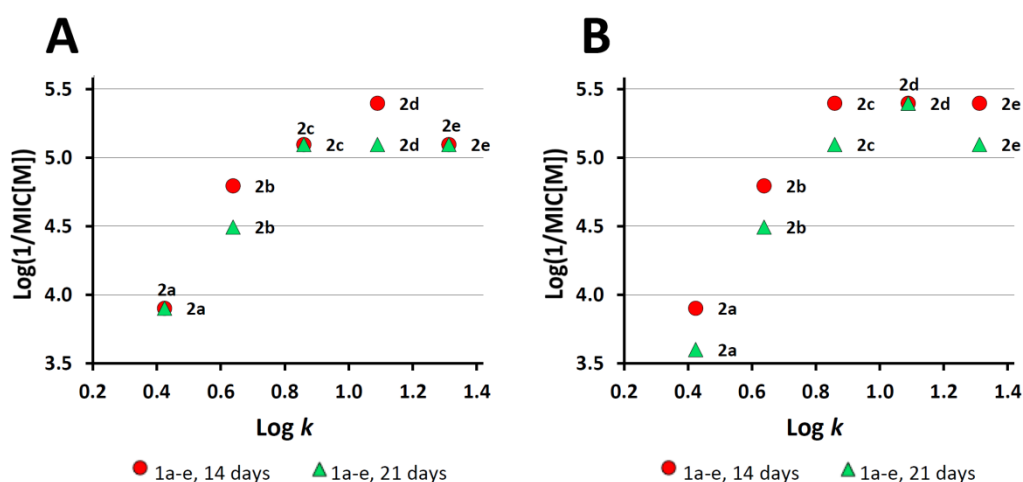 A
Log(1/MIC[M])
5.5
5.0
4.5
4.0
3.5
2d
2c
2c
2d
2e
2e
2b
2b
2a
2a
0.2 0.4 0.6 0.8 1.0 1.2 1.4
Log k
1a-e, 14 days 1a-e, 21 days
B
Log(1/MIC[M])
5.5
5.0
4.5
4.0
3.5
2d
2c
2d
2e
2c
2e
2b
2b
2a
2a
0.2 0.4 0.6 0.8 1.0 1.2 1.4
Log k
1a-e, 14 days 1a-e, 21 days